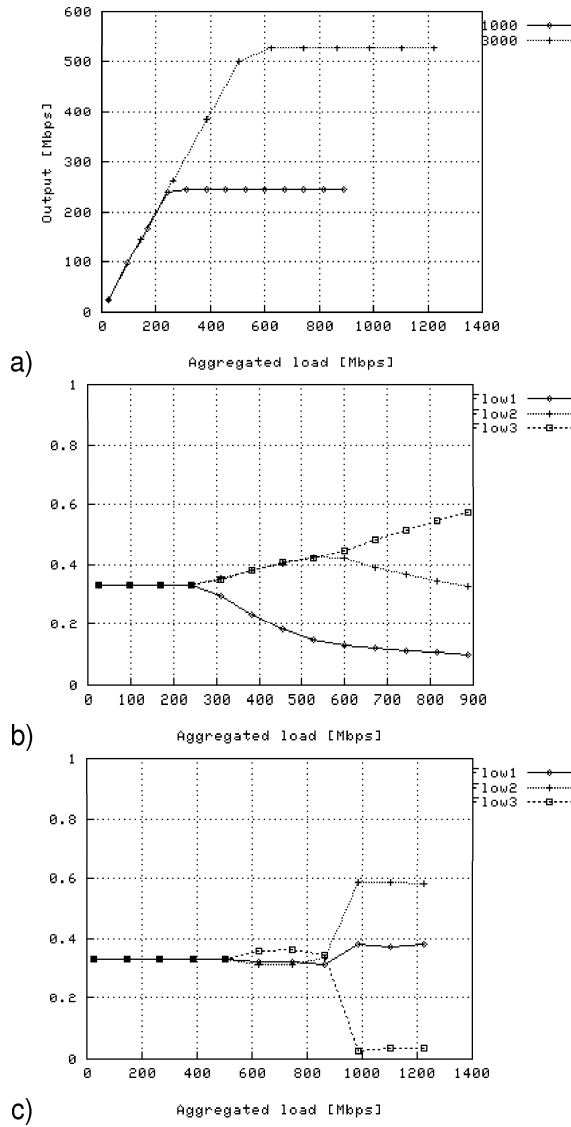 600
500
400
300
200
100
0
Output [Mbps]
0 200 400 600 800 1000 1200 1400
Aggregated load [Mbps]
1000
3000
a)
1
0.8
0.6
0.4
0.2
0
0 100 200 300 400 500 600 700 800 900
Aggregated load [Mbps]
flow1
flow2
flow3
b)
1
0.8
0.6
0.4
0.2
0
0 200 400 600 800 1000 1200 1400
Aggregated load [Mbps]
flow1
flow2
flow3
c)